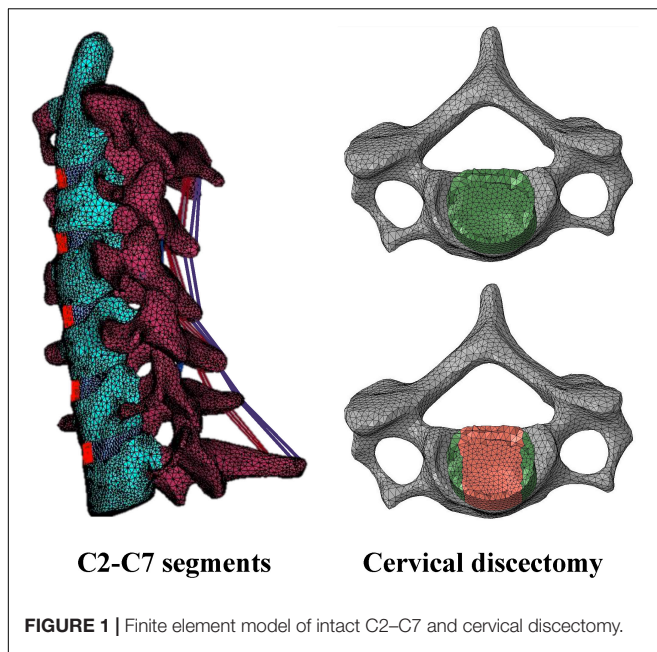 C2-C7 segments
Cervical discectomy
FIGURE 1 | Finite element model of intact C2–C7 and cervical discectomy.